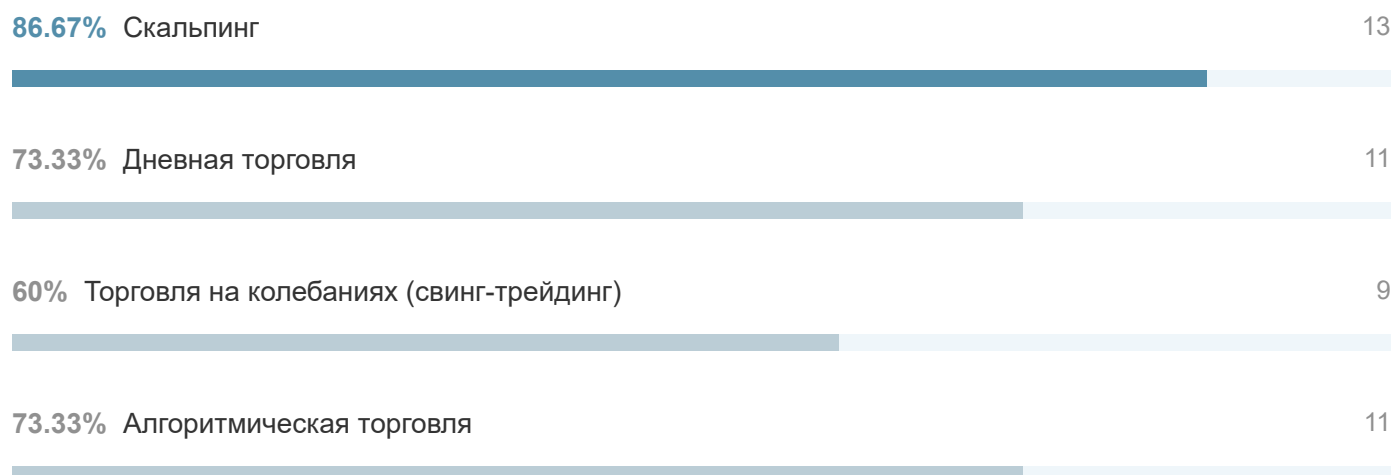 86.67% Скальпинг 13
73.33% Дневная торговля 11
60% Торговля на колебаниях (свинг-трейдинг) 9
73.33% Алгоритмическая торговля 11